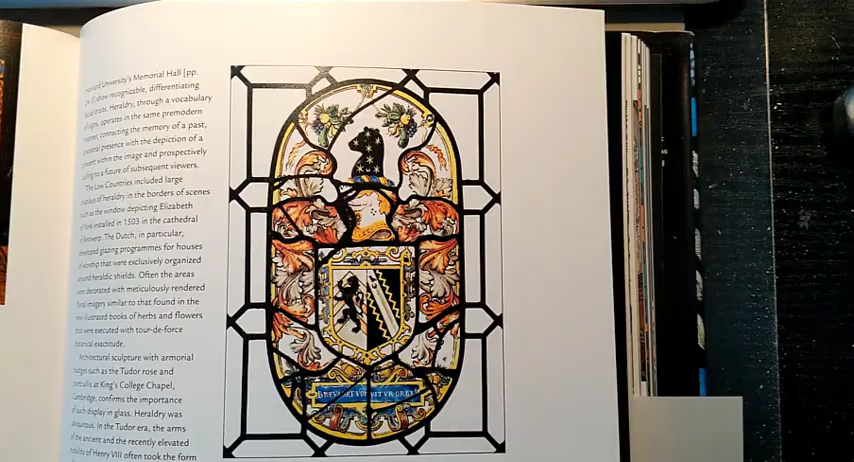 Harvard University's Memorial Hall [pp.
show recognizable, differentiating
facial traits. Heraldry, through a vocabulary
of signs, operates in the same premodern
manner, connecting the memory of a past,
ancestral presence with the depiction of a
present within the image and prospectively
calling to a future of subsequent viewers.
The Low Countries included large
displays of heraldry in the borders of scenes
such as the window depicting Elizabeth
of York installed in 1503 in the cathedral
of Antwerp. The Dutch, in particular,
developed glazing programmes for houses
of worship that were exclusively organized
around heraldic shields. Often the areas
were decorated with meticulously rendered
floral imagery similar to that found in the
new illustrated books of herbs and flowers
that were executed with tour-de-force
botanical exactitude.
Architectural sculpture with armorial
badges such as the Tudor rose and
portcullis at King's College Chapel,
Cambridge, confirms the importance
of such display in glass. Heraldry was
ubiquitous. In the Tudor era, the arms
of the ancient and the recently elevated
nobility of Henry VIII often took the form